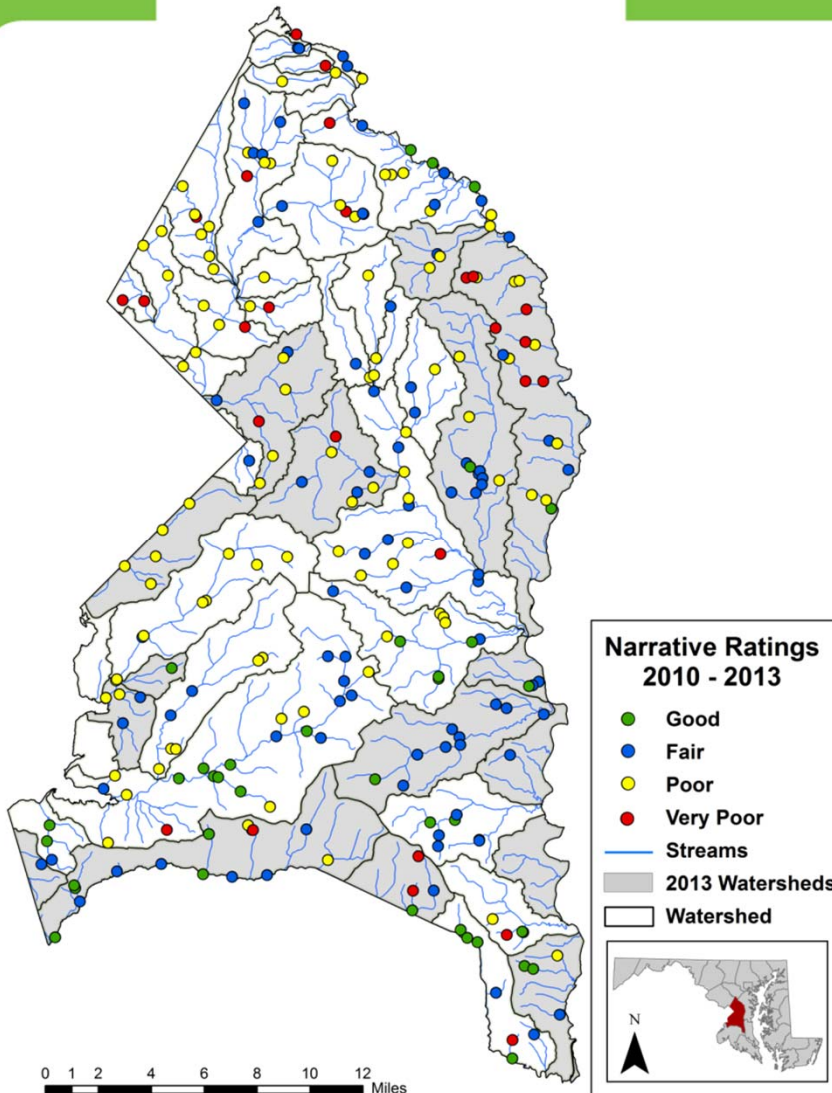 Narrative Ratings
2010 - 2013
Good
Fair
Poor
Very Poor
Streams
2013 Watersheds
Watershed
N
0 1 2 4 6 8 10 12
Miles